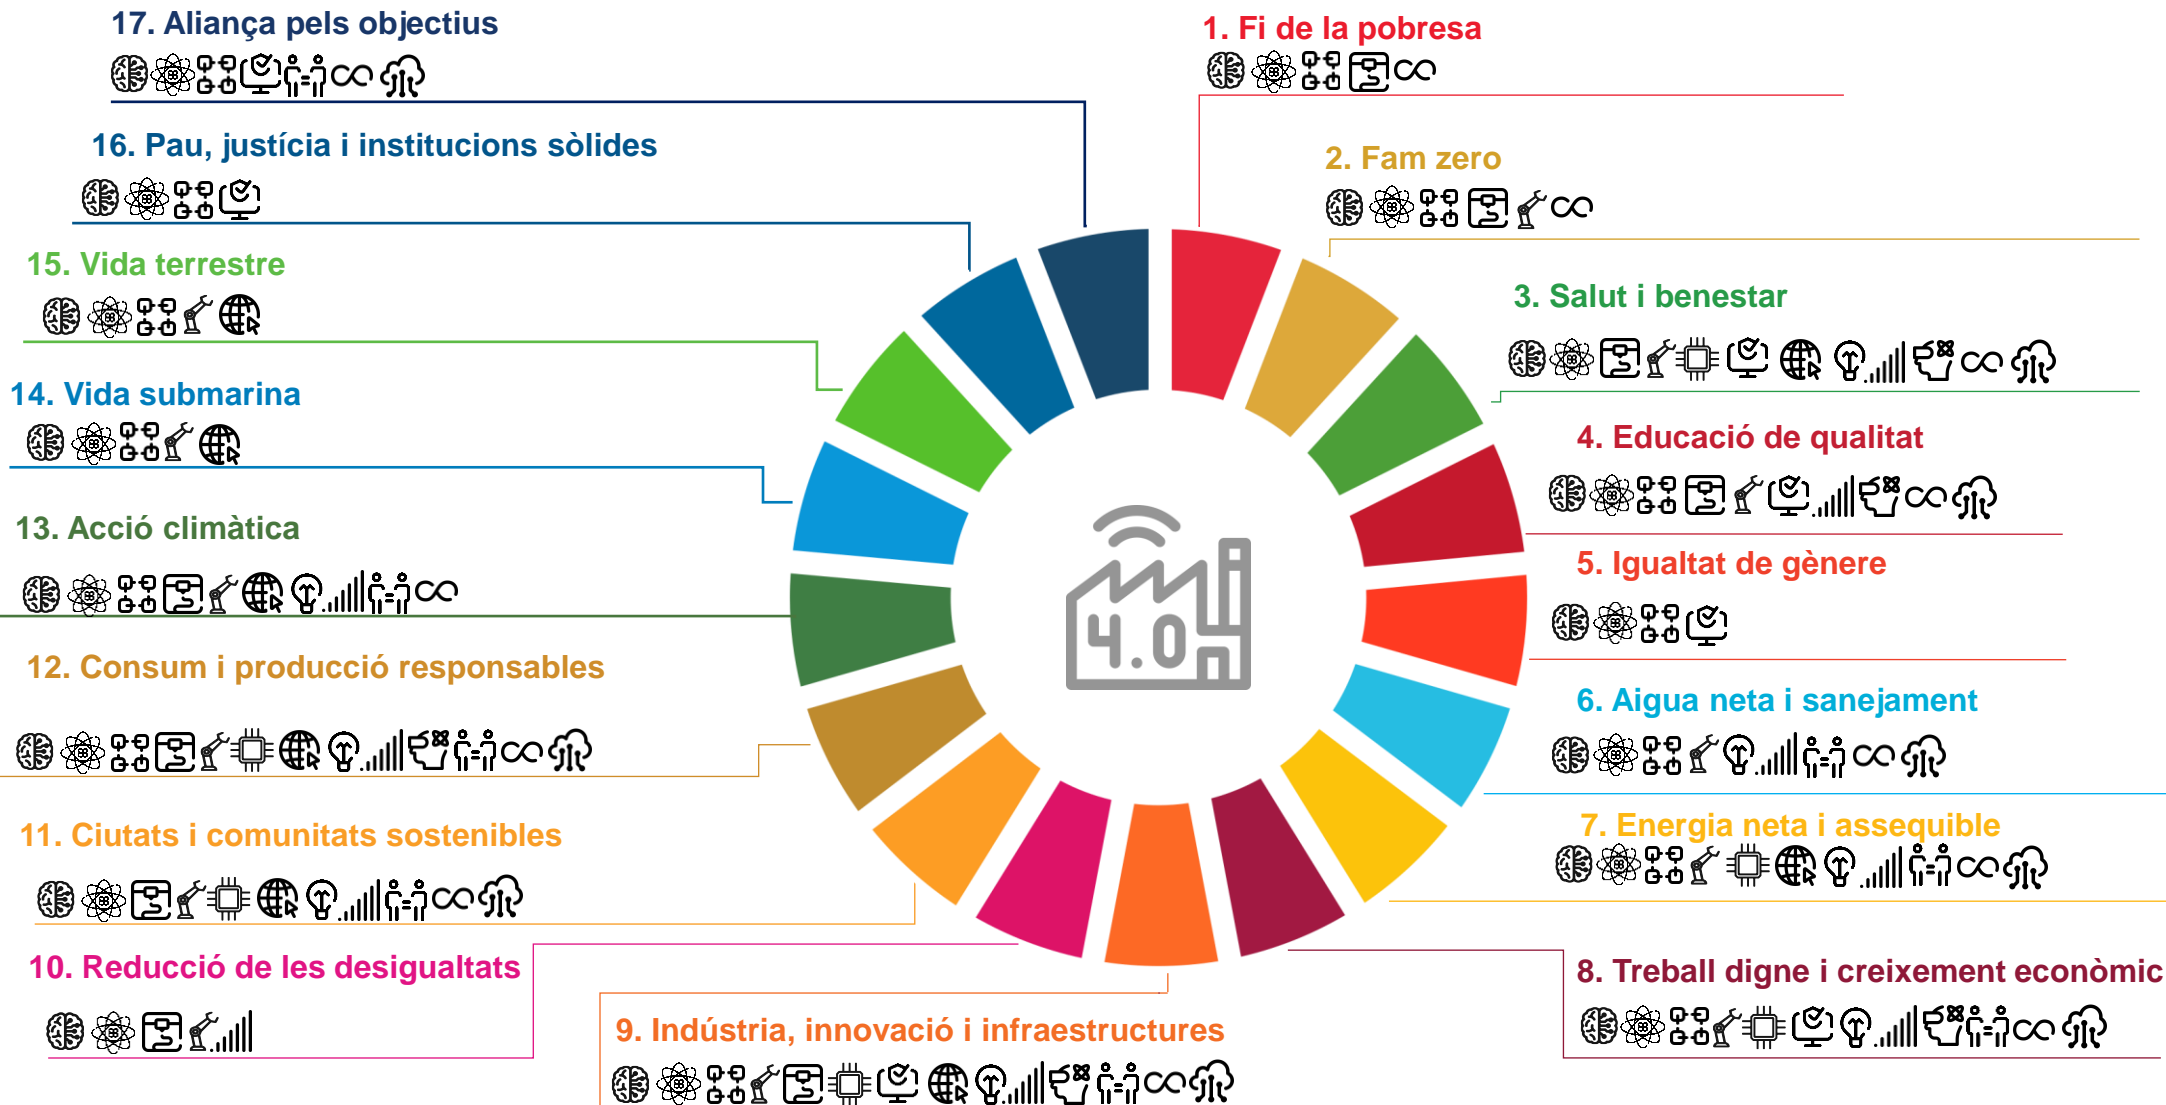 17. Aliança pels objectius
1. Fi de la pobresa
16. Pau, justícia i institucions sòlides
2. Fam zero
15. Vida terrestre
3. Salut i benestar
14. Vida submarina
4. Educació de qualitat
13. Acció climàtica
5. Igualtat de gènere
4.0
12. Consum i producció responsables
6. Aigua neta i sanejament
11. Ciutats i comunitats sostenibles
7. Energia neta i assequible
10. Reducció de les desigualtats
8. Treball digne i creixement econòmic
9. Indústria, innovació i infraestructures